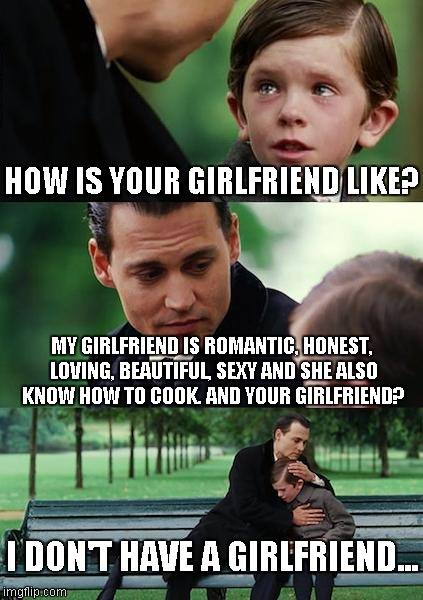 HOW IS YOUR GIRLFRIEND LIKE?
MY GIRLFRIEND IS ROMANTIC, HONEST,
LOVING, BEAUTIFUL, SEXY AND SHE ALSO
KNOW HOW TO COOK. AND YOUR GIRLFRIEND?
I DON'T HAVE A GIRLFRIEND...
imgflip.com